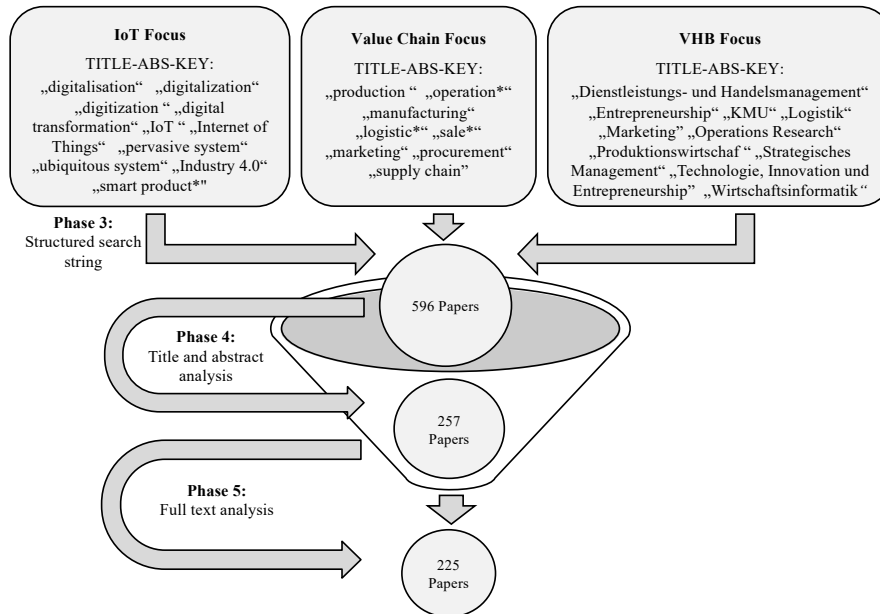 IoT Focus
TITLE-ABS-KEY:
„digitalisation“ „digitalization“
„digitization “ „digital
transformation“ „IoT “ „Internet of
Things“ „pervasive system“
„ubiquitous system“ „Industry 4.0“
„smart product*"
Value Chain Focus
TITLE-ABS-KEY:
„production “ „operation*“
„manufacturing“
„logistic*“ „sale*“
„marketing“ „procurement“
„supply chain”
VHB Focus
TITLE-ABS-KEY:
„Dienstleistungs- und Handelsmanagement“
„Entrepreneurship“ „KMU“ „Logistik“
„Marketing” „Operations Research“
„Produktionswirtschaf “ „Strategisches
Management“ „Technologie, Innovation und
Entrepreneurship” „Wirtschaftsinformatik“
Phase 3:
Structured search
string
596 Papers
Phase 4:
Title and abstract
analysis
257
Papers
Phase 5:
Full text analysis
225
Papers